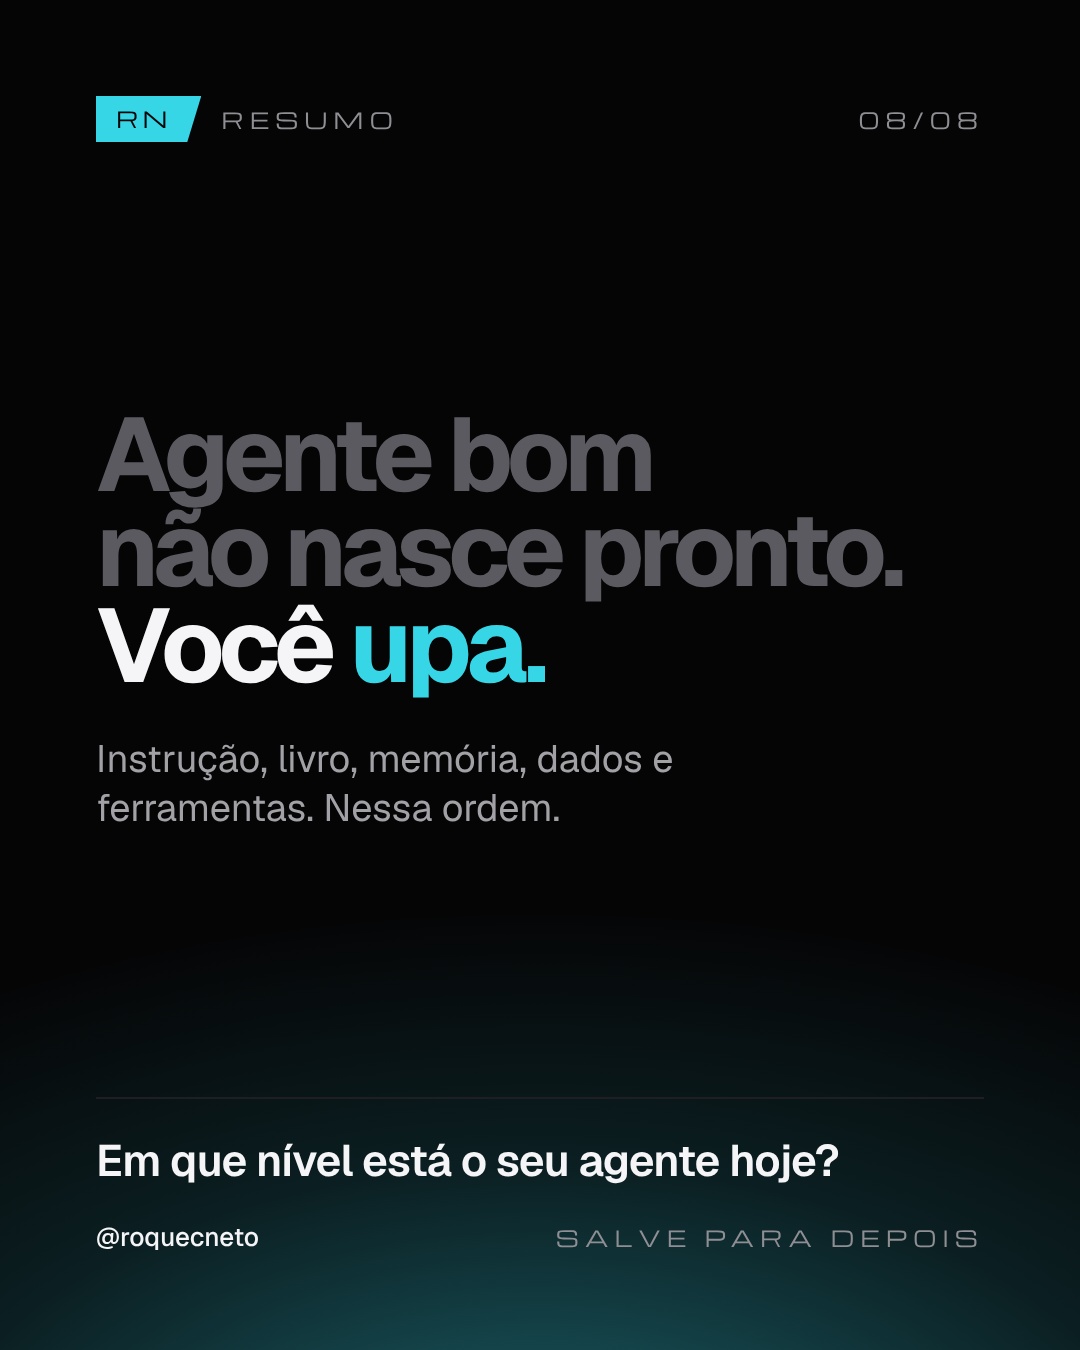 RN RESUMO 08/08
Agente bom
não nasce pronto.
Você upa.
Instrução, livro, memória, dados e
ferramentas. Nessa ordem.
Em que nível está o seu agente hoje?
@roquecneto SALVE PARA DEPOIS